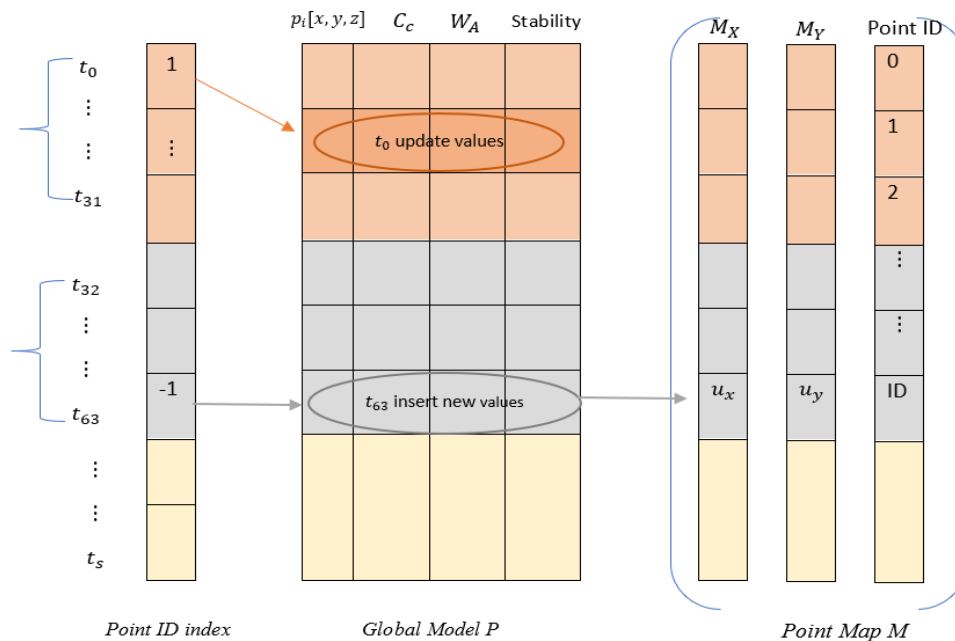 p_i[x, y, z] C_c W_A Stability
M_X M_Y Point ID
t_0 1 0
⋮ t_0 update values 1
⋮ ⋮
t_31 2
t_32 ⋮
⋮ ⋮
⋮
-1 t_63 insert new values u_x u_y ID
t_63
⋮
⋮
t_s
Point ID index Global Model P Point Map M